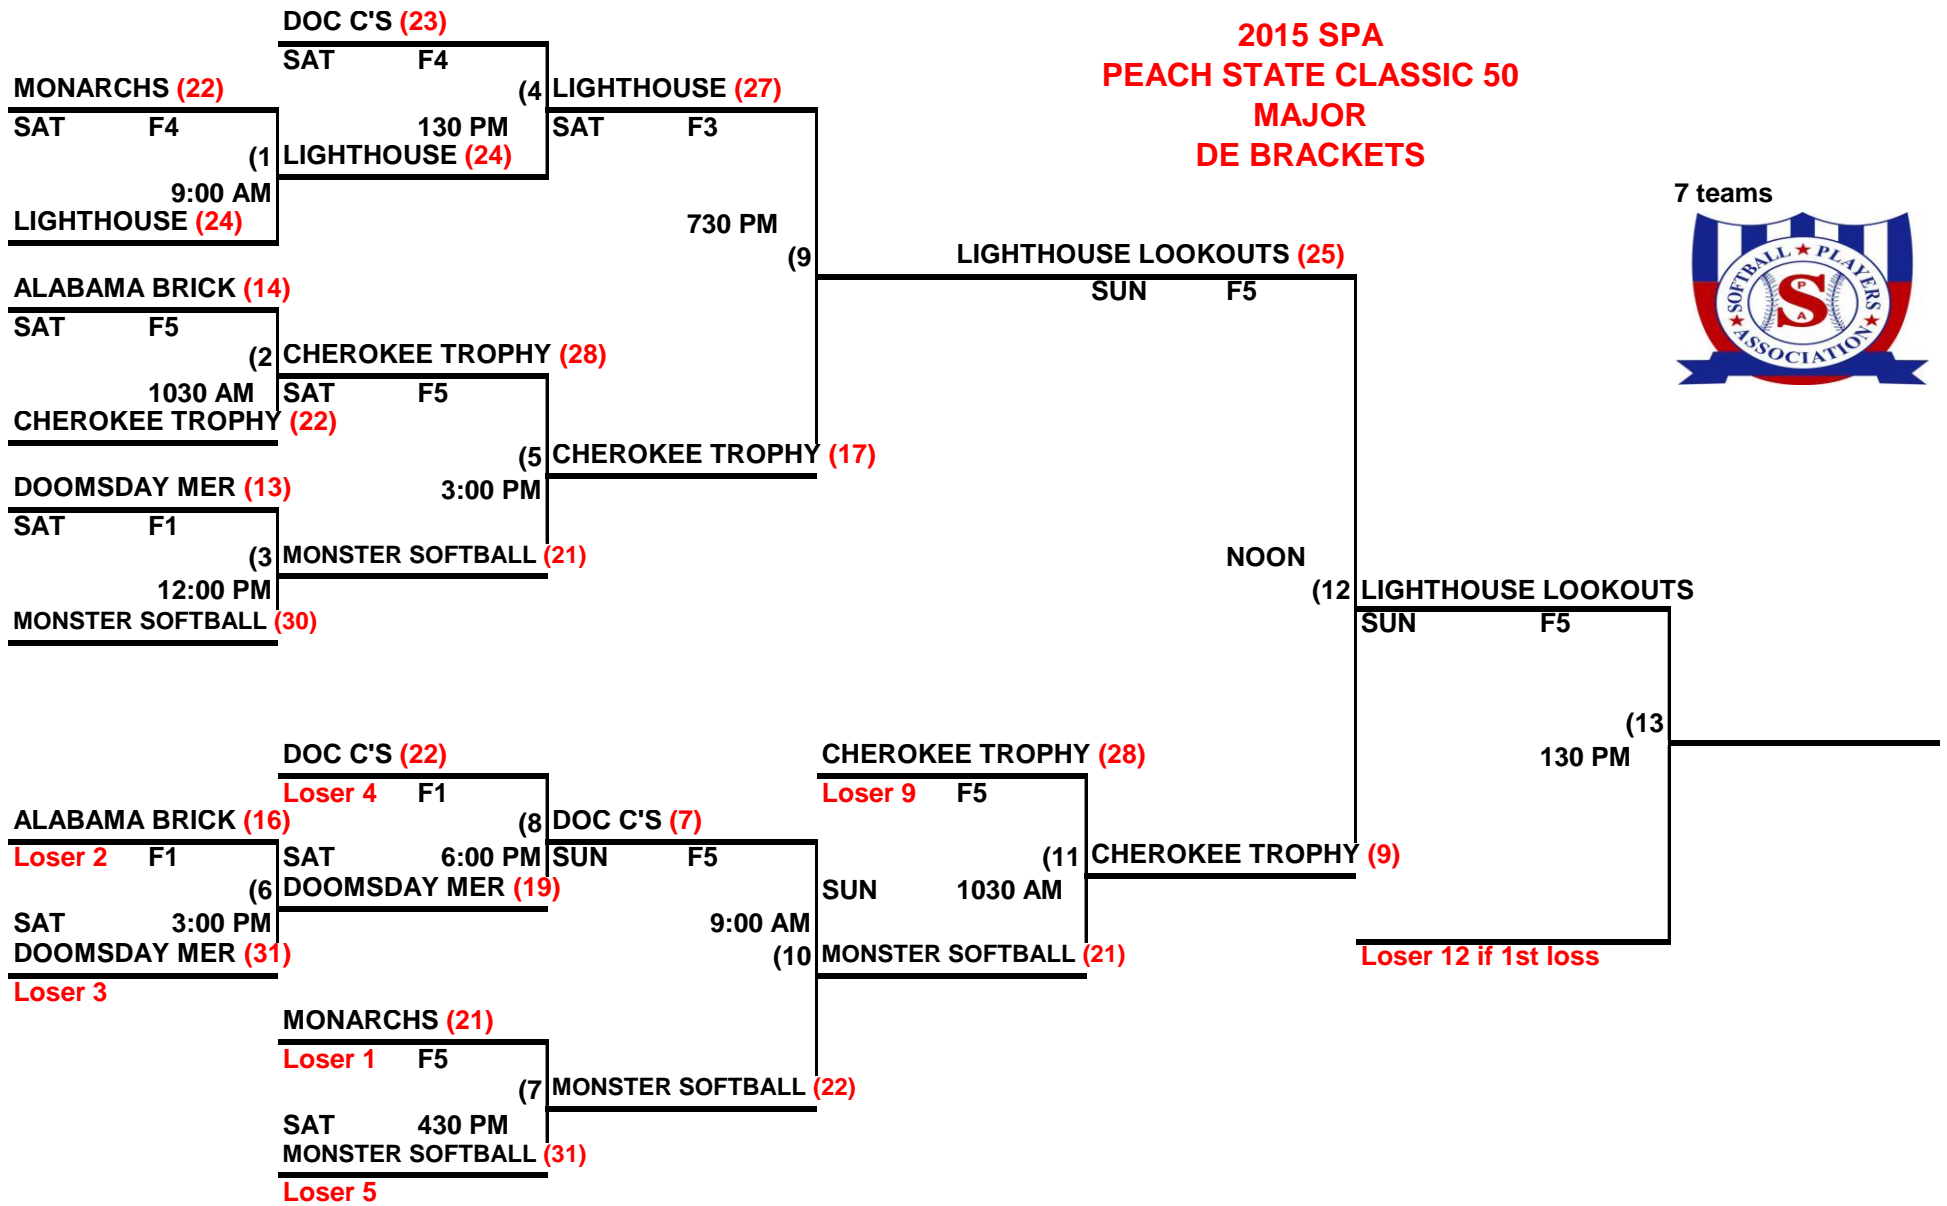 2015 SPA
PEACH STATE CLASSIC 50
MAJOR
DE BRACKETS
7 teams
SOFTBALL ★ PLAYERS ★ ASSOCIATION ★
P
S
A
DOC C'S (23)
SAT F4
MONARCHS (22)
(4 LIGHTHOUSE (27)
SAT F4
130 PM
SAT F3
(1 LIGHTHOUSE (24)
9:00 AM
LIGHTHOUSE (24)
730 PM
(9 LIGHTHOUSE LOOKOUTS (25)
SUN F5
ALABAMA BRICK (14)
SAT F5
(2 CHEROKEE TROPHY (28)
1030 AM
SAT F5
CHEROKEE TROPHY (22)
(5 CHEROKEE TROPHY (17)
DOOMSDAY MER (13)
3:00 PM
SAT F1
(3 MONSTER SOFTBALL (21)
NOON
12:00 PM
(12 LIGHTHOUSE LOOKOUTS
MONSTER SOFTBALL (30)
SUN F5
(13
130 PM
DOC C'S (22)
CHEROKEE TROPHY (28)
Loser 4 F1
Loser 9 F5
ALABAMA BRICK (16)
(8 DOC C'S (7)
Loser 2 F1
SAT 6:00 PM
SUN F5
(11 CHEROKEE TROPHY (9)
(6 DOOMSDAY MER (19)
SUN 1030 AM
SAT 3:00 PM
9:00 AM
DOOMSDAY MER (31)
(10 MONSTER SOFTBALL (21)
Loser 12 if 1st loss
Loser 3
MONARCHS (21)
Loser 1 F5
(7 MONSTER SOFTBALL (22)
SAT 430 PM
MONSTER SOFTBALL (31)
Loser 5